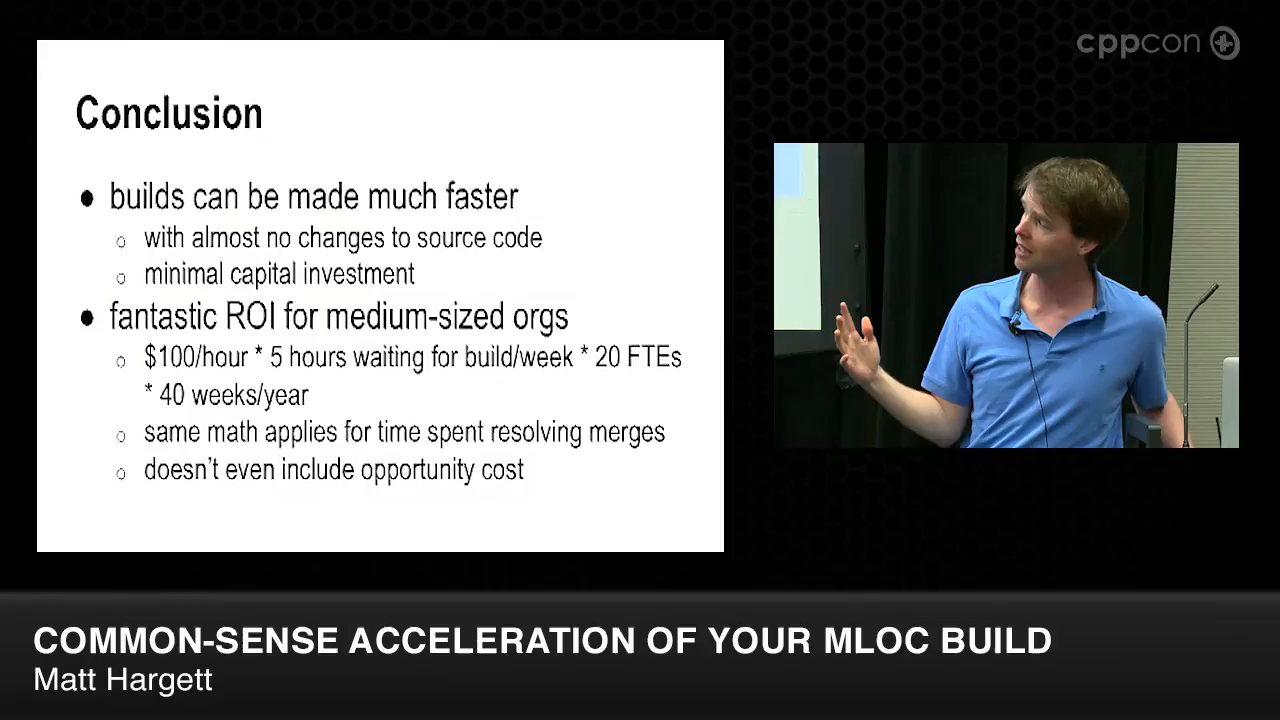 cppcon
Conclusion
● builds can be made much faster
○ with almost no changes to source code
○ minimal capital investment
● fantastic ROI for medium-sized orgs
○ $100/hour * 5 hours waiting for build/week * 20 FTEs
* 40 weeks/year
○ same math applies for time spent resolving merges
○ doesn't even include opportunity cost
COMMON-SENSE ACCELERATION OF YOUR MLOC BUILD
Matt Hargett